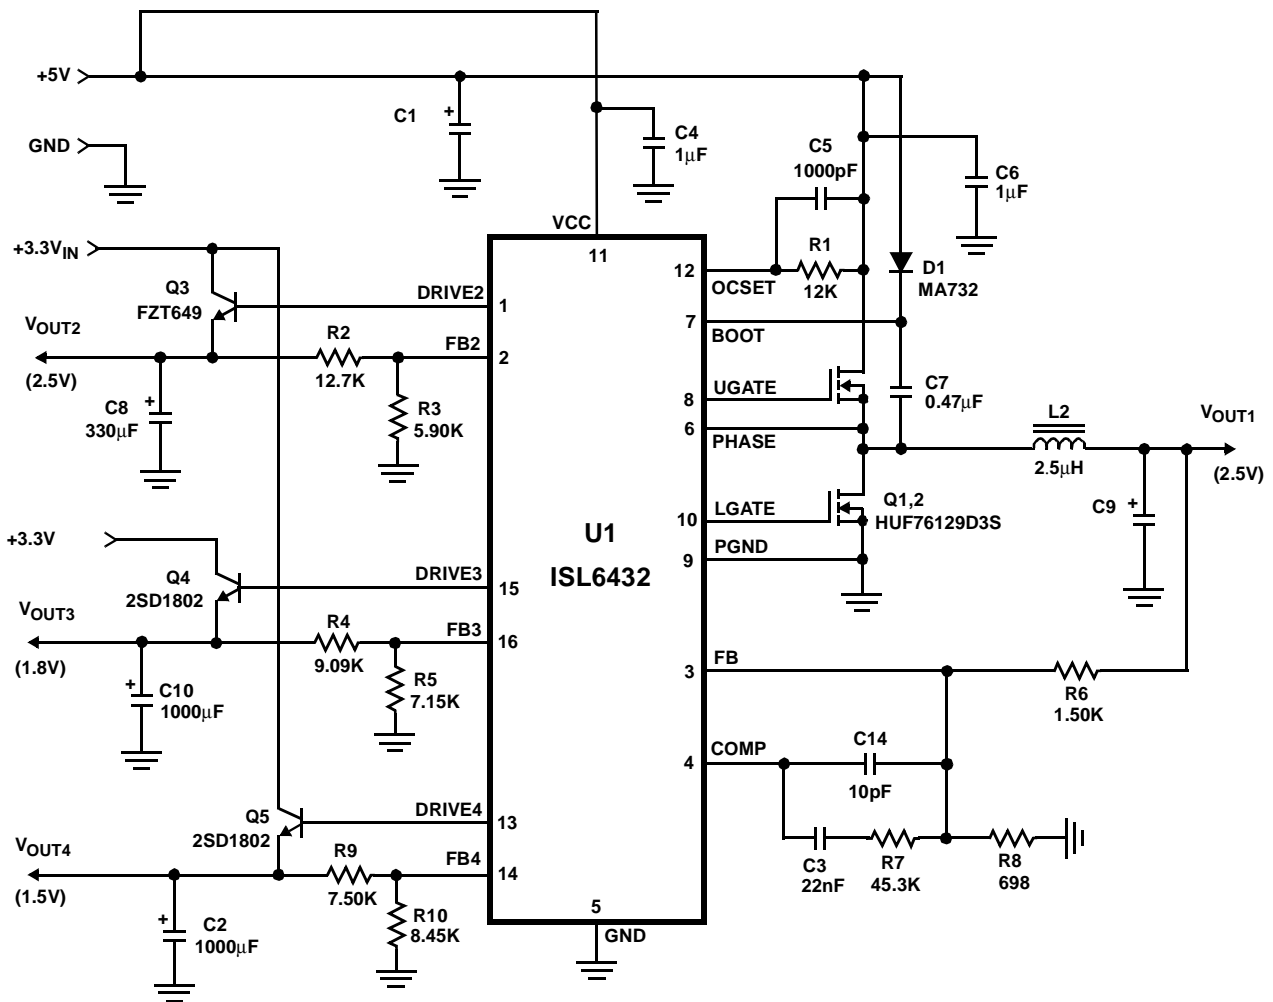 +5V
C1
+
C4
1µF
GND
C5
1000pF
C6
1µF
VCC
11
+3.3VIN
R1
12K
12
OCSET
D1
MA732
Q3
FZT649
DRIVE2
1
7
BOOT
VOUT2
(2.5V)
R2
12.7K
FB2
2
+
C8
330µF
R3
5.90K
UGATE
8
C7
0.47µF
6
PHASE
L2
2.5µH
VOUT1
(2.5V)
LGATE
10
Q1,2
HUF76129D3S
C9
+
U1
ISL6432
PGND
9
+3.3V
Q4
2SD1802
DRIVE3
15
VOUT3
(1.8V)
R4
9.09K
FB3
16
+
C10
1000µF
R5
7.15K
FB
3
R6
1.50K
COMP
4
C14
10pF
Q5
2SD1802
DRIVE4
13
C3
22nF
R7
45.3K
R8
698
VOUT4
(1.5V)
R9
7.50K
FB4
14
+
C2
1000µF
R10
8.45K
5
GND